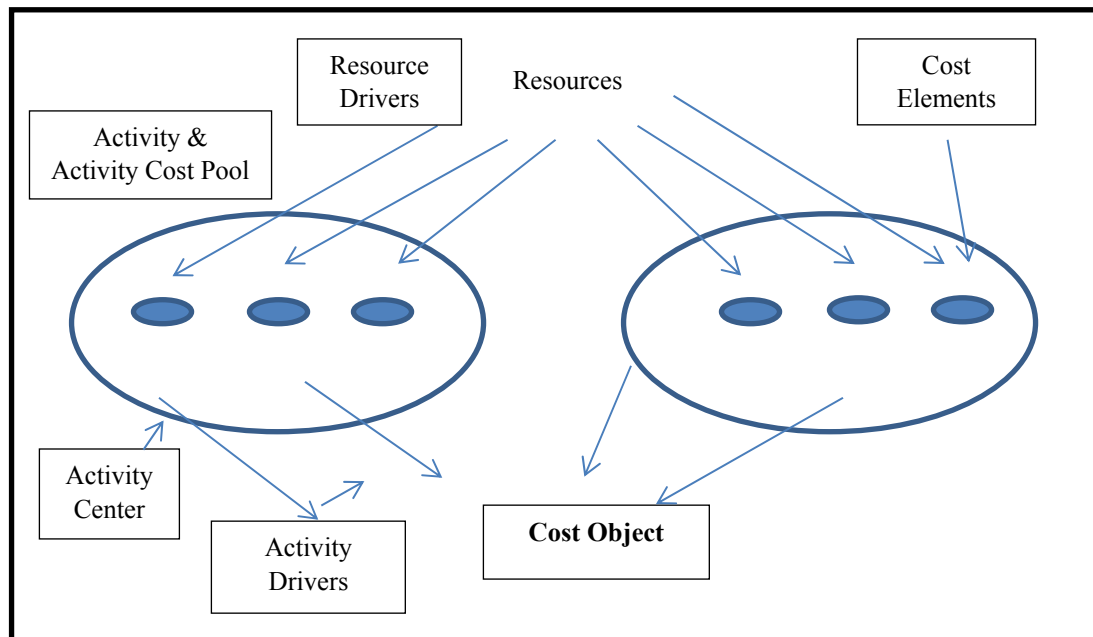 Resource
Drivers
Resources
Cost
Elements
Activity &
Activity Cost Pool
Activity
Center
Activity
Drivers
Cost Object